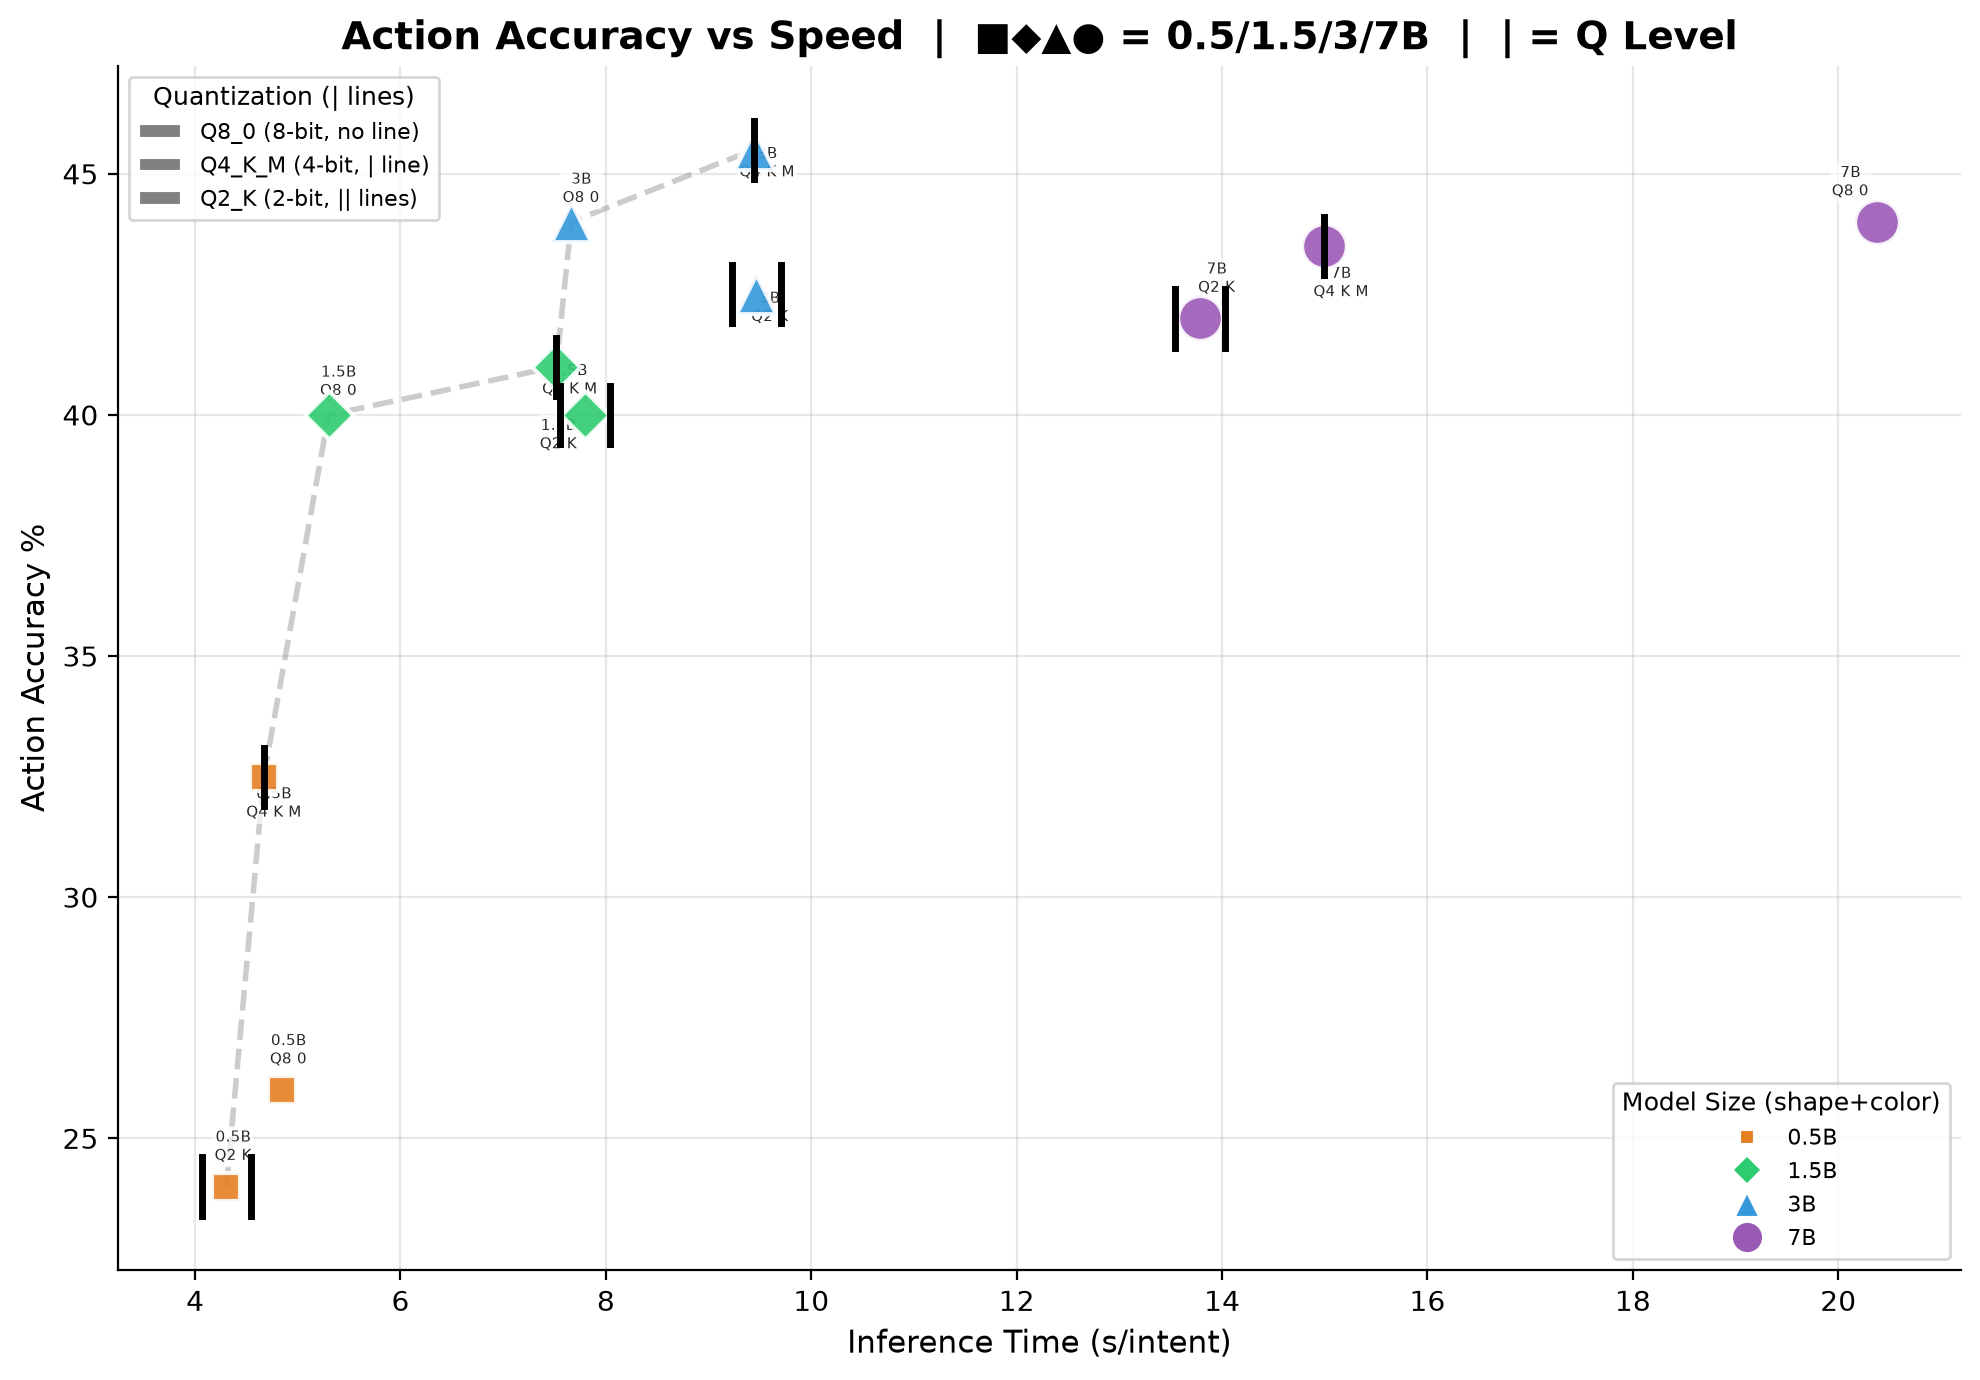 Action Accuracy vs Speed | ■◆▲● = 0.5/1.5/3/7B | | = Q Level
Quantization (| lines)
Q8_0 (8-bit, no line)
Q4_K_M (4-bit, | line)
Q2_K (2-bit, || lines)
45
40
35
30
25
Action Accuracy %
3B
Q8 0
K M
7B
Q8 0
7B
Q2 K
7B
Q4 K M
1.5B
Q8 0
K M
Q2 K
Q4 K M
0.5B
Q8 0
0.5B
Q2 K
Model Size (shape+color)
0.5B
1.5B
3B
7B
4 6 8 10 12 14 16 18 20
Inference Time (s/intent)